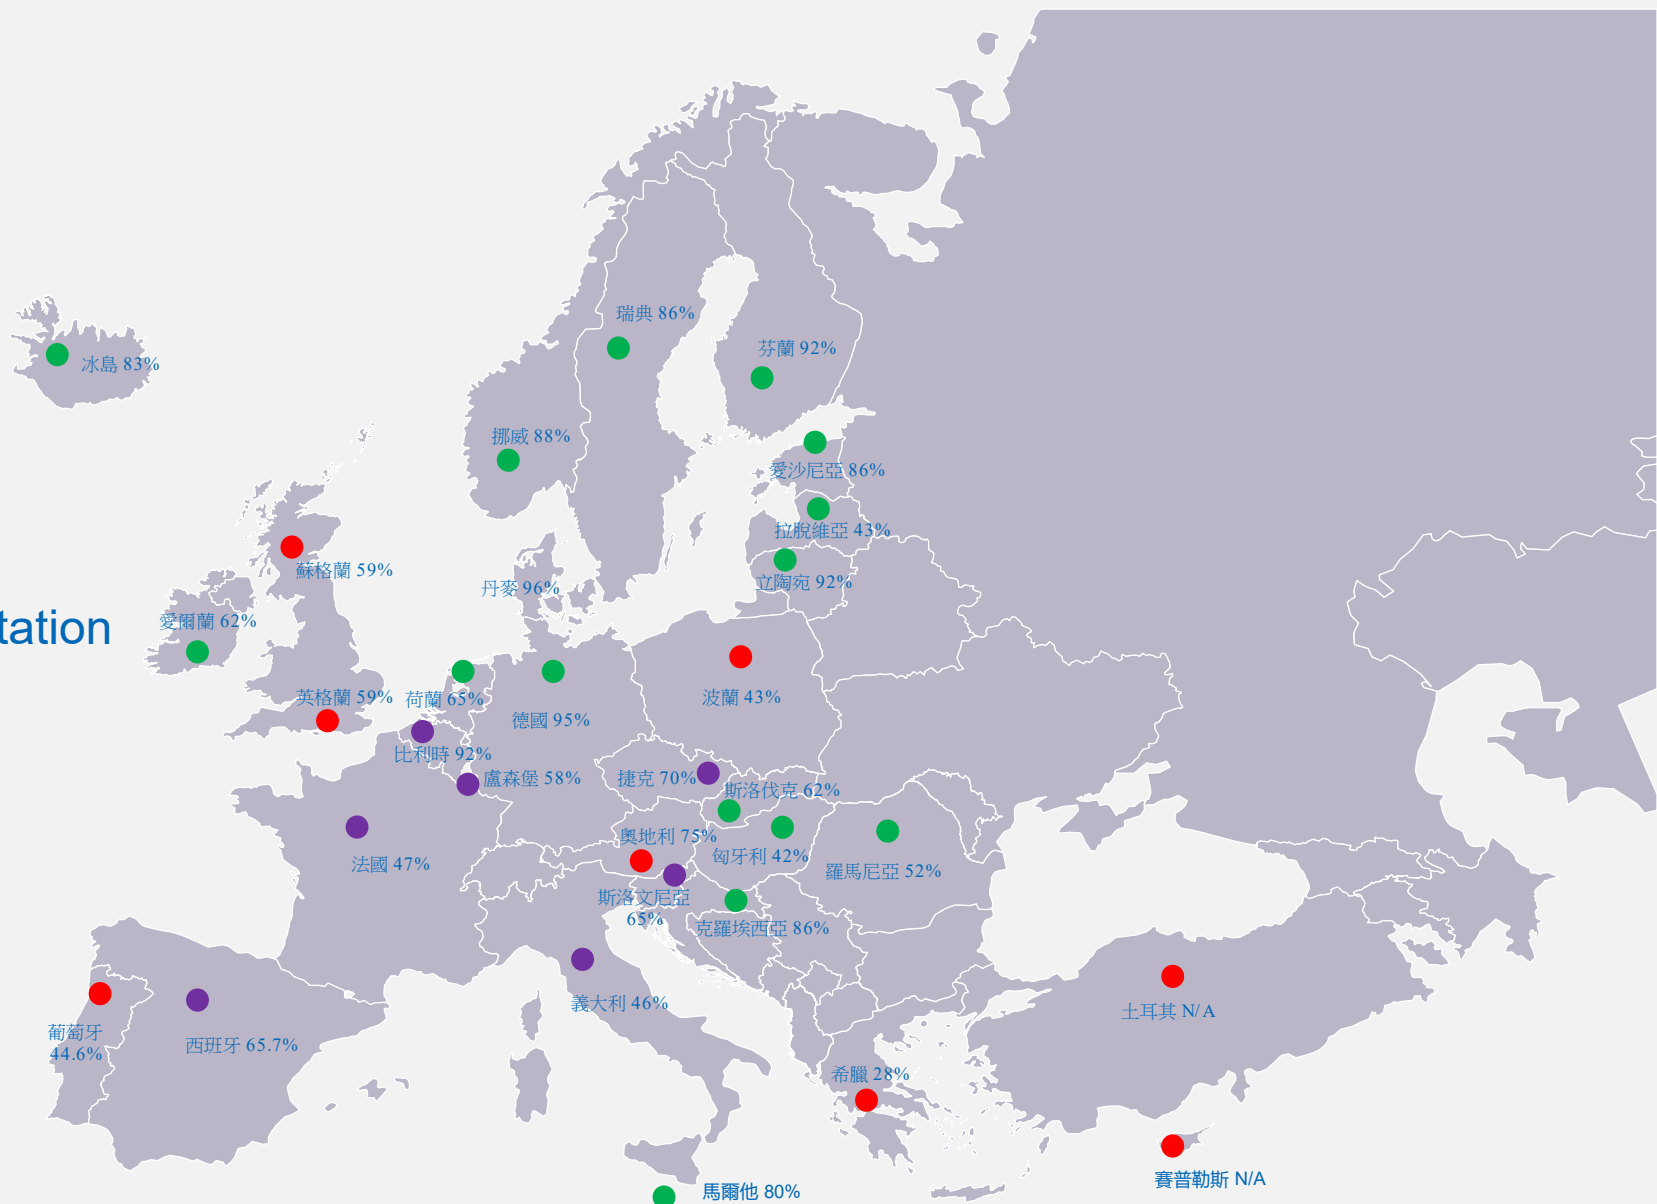 瑞典 86%
芬蘭 92%
冰島 83%
挪威 88%
愛沙尼亞 86%
拉脫維亞 43%
蘇格蘭 59%
丹麥 96%
立陶宛 92%
愛爾蘭 62%
tation
英格蘭 59%
荷蘭 65%
波蘭 43%
德國 95%
比利時 92%
盧森堡 58%
捷克 70%
斯洛伐克 62%
奧地利 75%
匈牙利 42%
法國 47%
羅馬尼亞 52%
斯洛文尼亞
65%
克羅埃西亞 86%
義大利 46%
土耳其 N/A
葡萄牙
44.6%
西班牙 65.7%
希臘 28%
賽普勒斯 N/A
馬爾他 80%